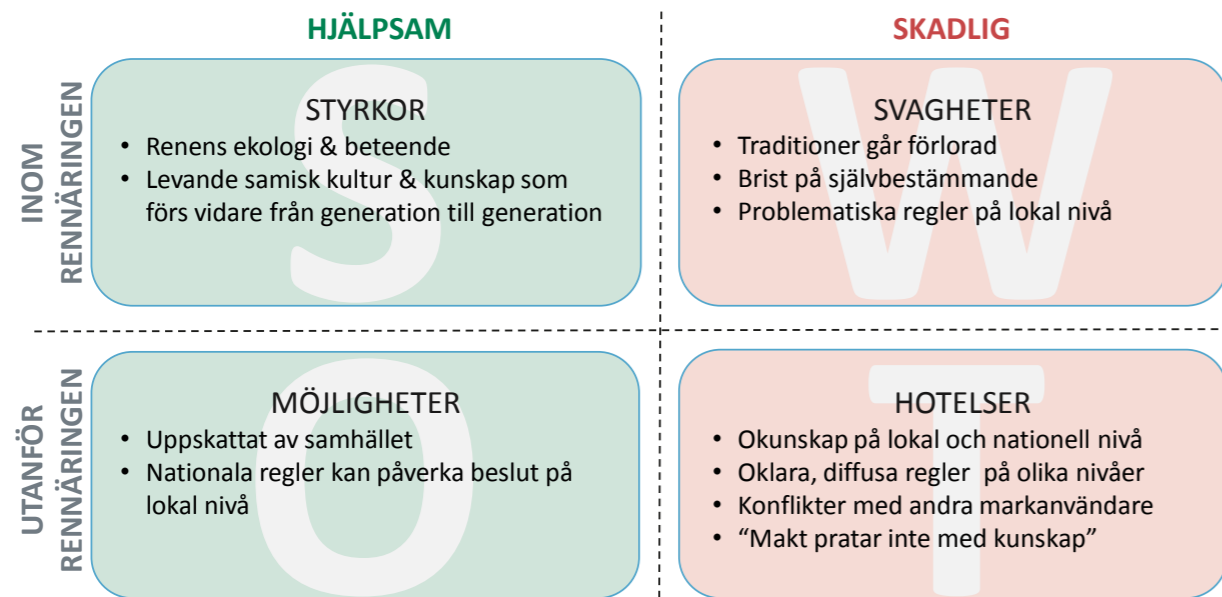 HJÄLPSAM
SKADLIG
INOM
RENNÄRINGEN
S
STYRKOR
• Renens ekologi & beteende
• Levande samisk kultur & kunskap som
förs vidare från generation till generation
W
SVAGHETER
• Traditioner går förlorad
• Brist på självbestämmande
• Problematiska regler på lokal nivå
UTANFÖR
RENNÄRINGEN
O
MÖJLIGHETER
• Uppskattat av samhället
• Nationala regler kan påverka beslut på
lokal nivå
T
HOTELSER
• Okunskap på lokal och nationell nivå
• Oklara, diffusa regler på olika nivåer
• Konflikter med andra markanvändare
• “Makt pratar inte med kunskap”